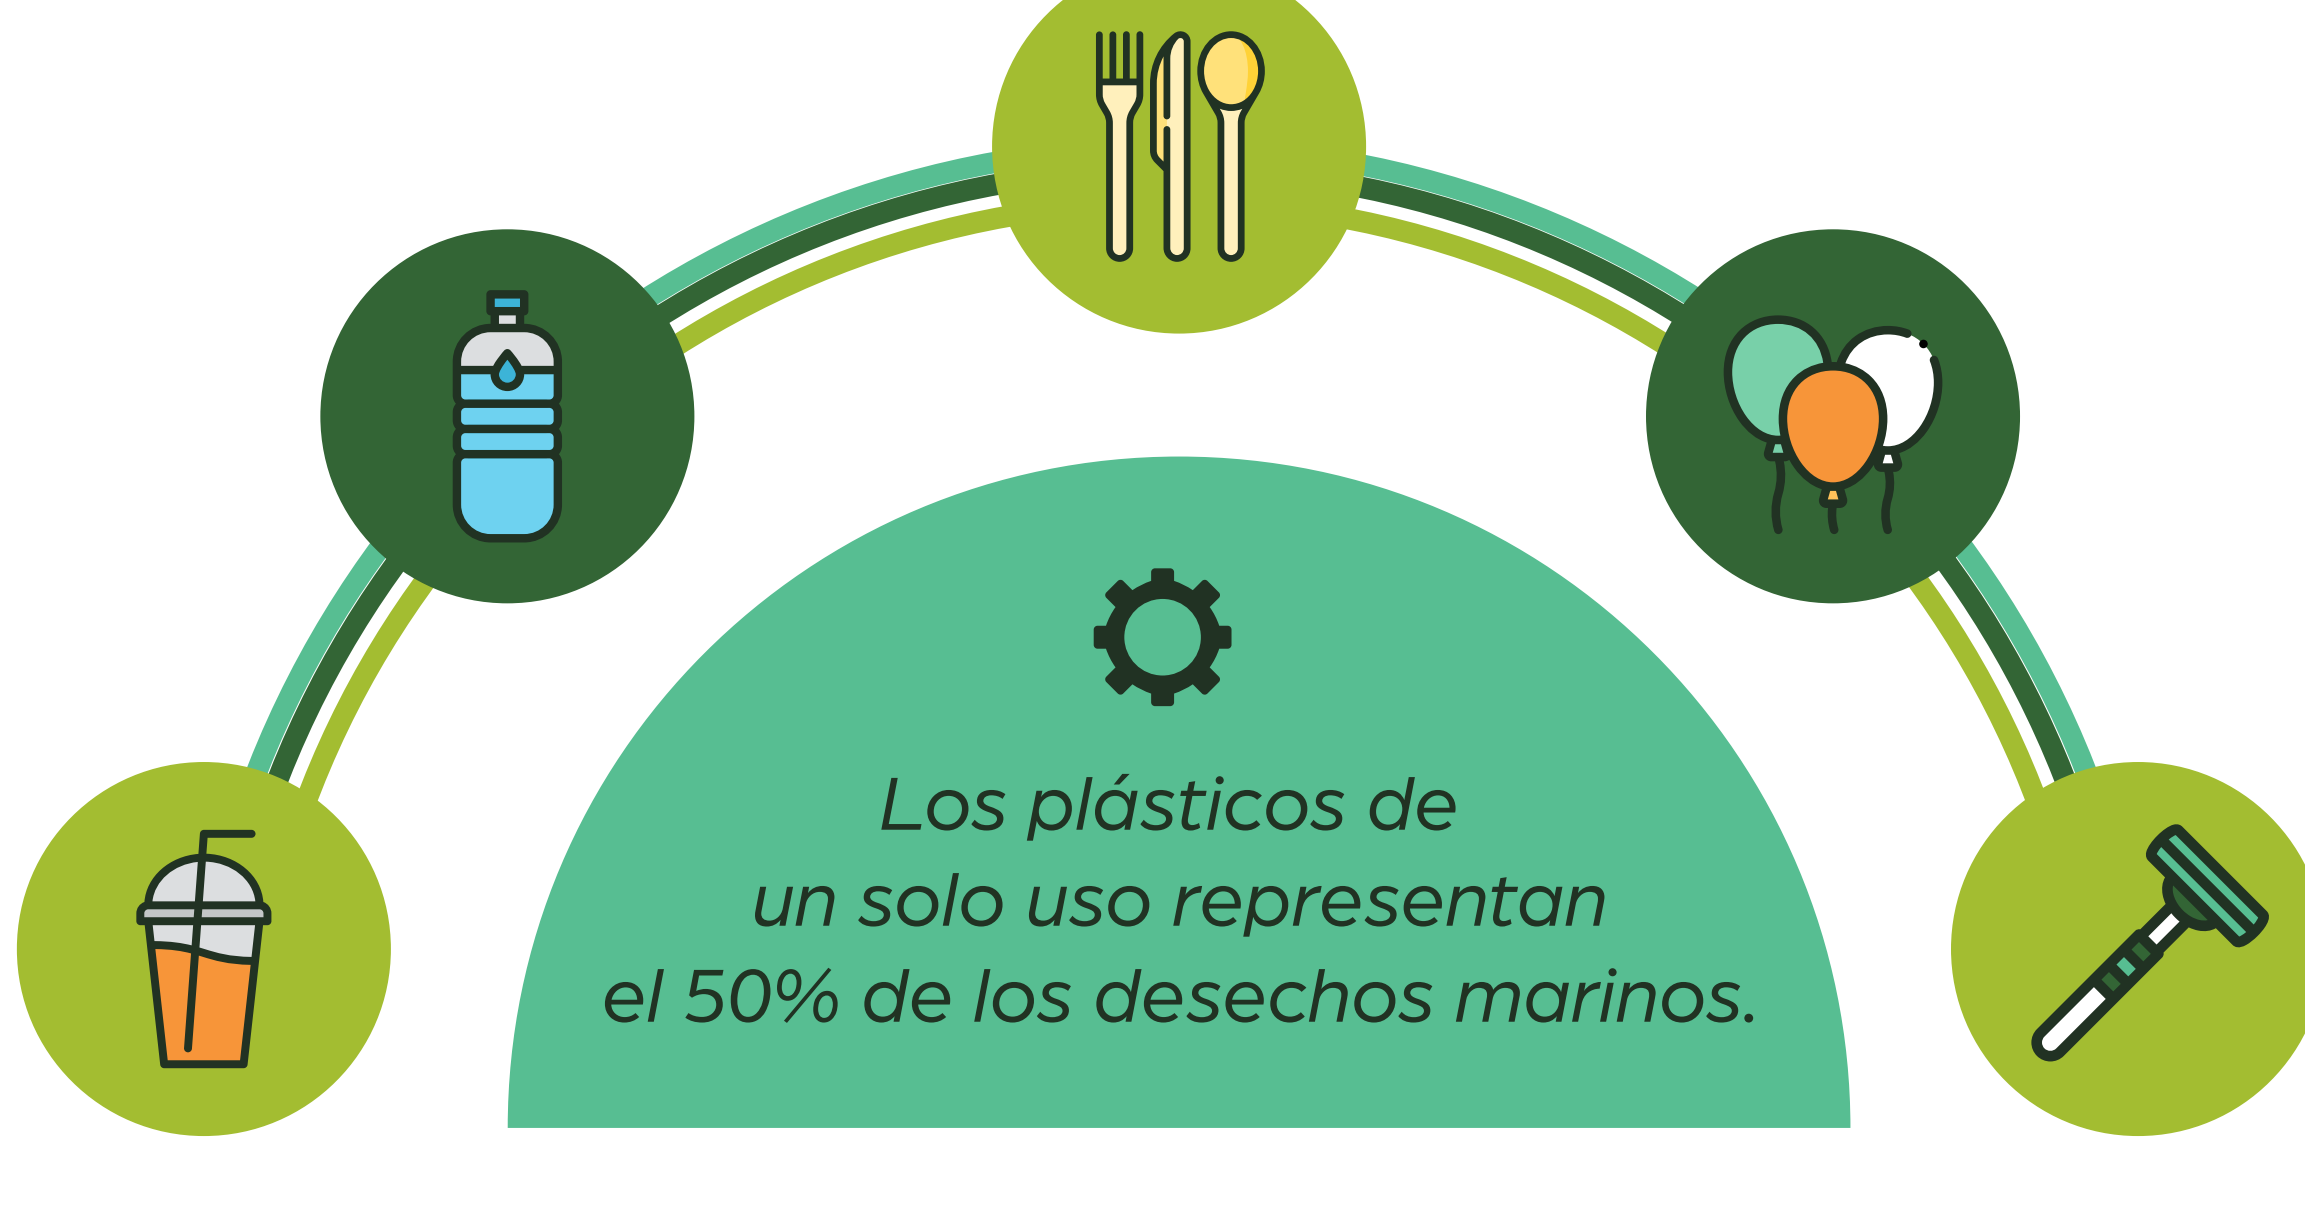 Los plásticos de
un solo uso representan
el 50% de los desechos marinos.